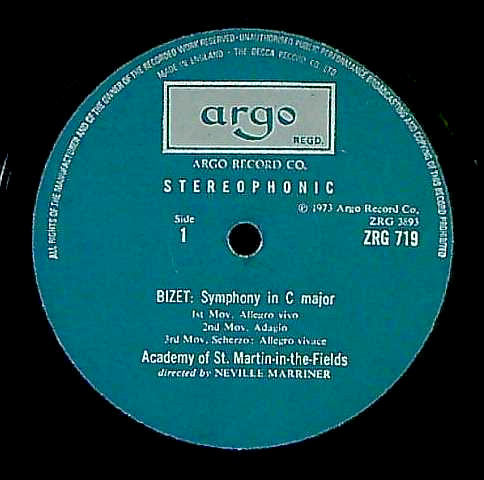 ALL RIGHTS OF THE MANUFACTURER AND OF THE OWNER OF THE RECORDED WORK RESERVED · UNAUTHORISED PUBLIC PERFORMANCE BROADCASTING AND COPYING OF THIS RECORD PROHIBITED
MADE IN ENGLAND · THE DECCA RECORD CO. LTD.
argo
REGD.
ARGO RECORD CO.
STEREOPHONIC
℗ 1973 Argo Record Co.
ZRG 3893
Side
1
ZRG 719
BIZET: Symphony in C major
1st Mov. Allegro vivo
2nd Mov. Adagio
3rd Mov. Scherzo: Allegro vivace
Academy of St. Martin-in-the-Fields
directed by NEVILLE MARRINER